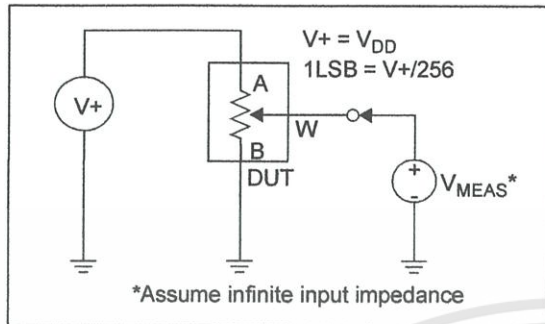 V+ = VDD
1LSB = V+/256
V+
A
W
B
DUT
+
-
VMEAS*
*Assume infinite input impedance